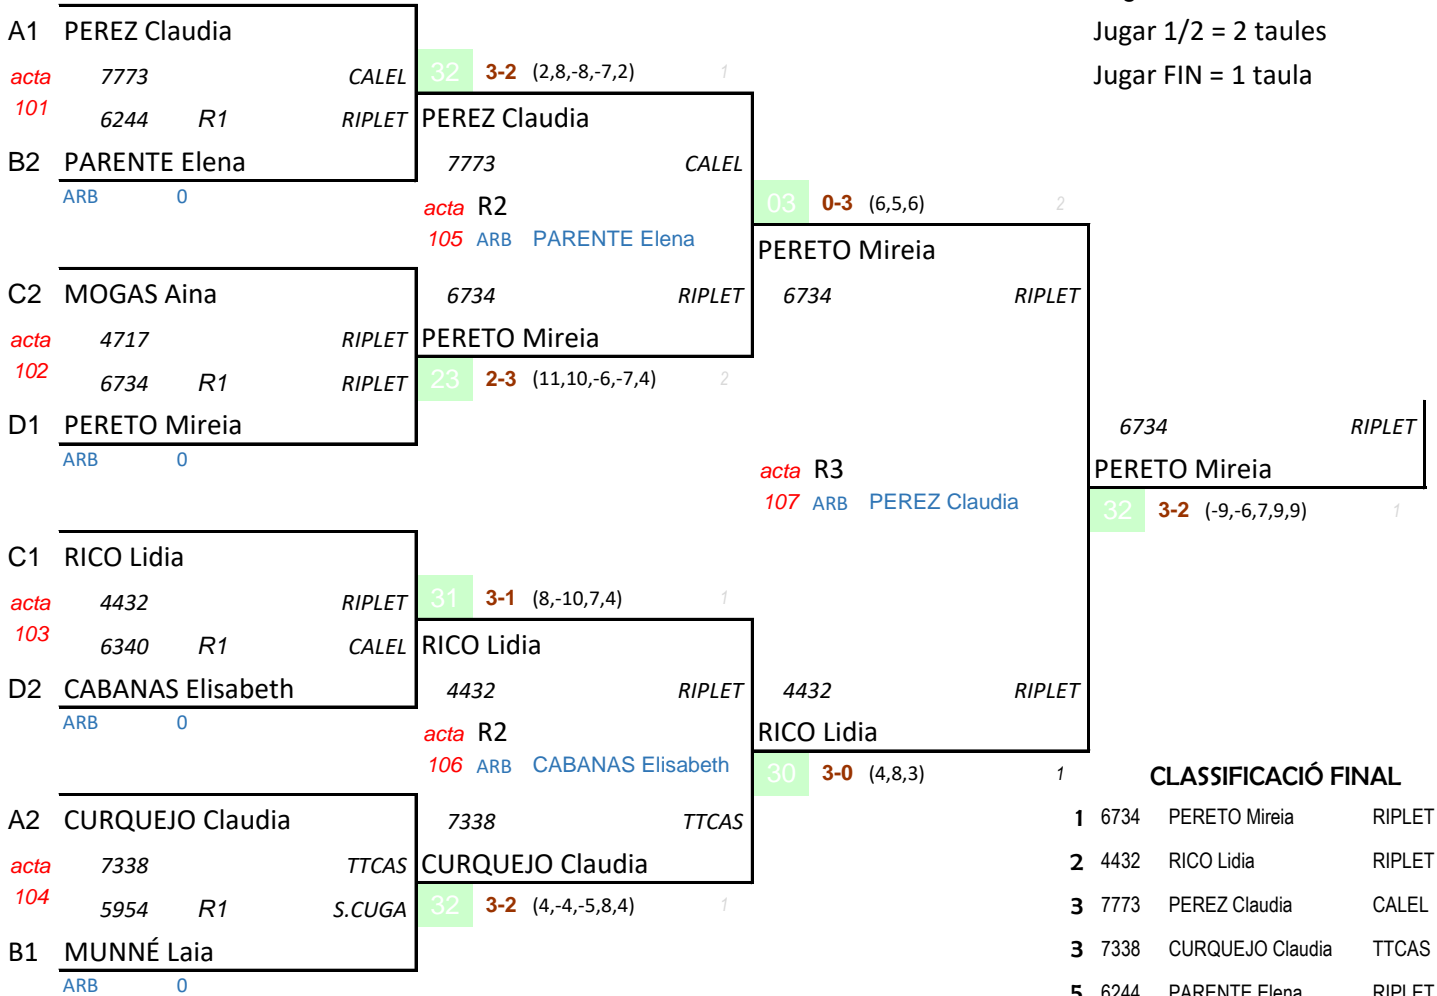 A1 PEREZ Claudia
acta 7773 CALEL
101 6244 R1 RIPLET
B2 PARENTE Elena
ARB 0
C2 MOGAS Aina
acta 4717 RIPLET
102 6734 R1 RIPLET
D1 PERETO Mireia
ARB 0
C1 RICO Lidia
acta 4432 RIPLET
103 6340 R1 CALEL
D2 CABANAS Elisabeth
ARB 0
A2 CURQUEJO Claudia
acta 7338 TTCAS
104 5954 R1 S.CUGA
B1 MUNNÉ Laia
ARB 0
32 3-2 (2,8,-8,-7,2) 1
PEREZ Claudia
7773 CALEL
acta R2
105 ARB PARENTE Elena
6734 RIPLET
PERETO Mireia
23 2-3 (11,10,-6,-7,4) 2
31 3-1 (8,-10,7,4) 1
RICO Lidia
4432 RIPLET
acta R2
106 ARB CABANAS Elisabeth
7338 TTCAS
CURQUEJO Claudia
32 3-2 (4,-4,-5,8,4) 1
03 0-3 (6,5,6) 2
PERETO Mireia
6734 RIPLET
acta R3
107 ARB PEREZ Claudia
4432 RIPLET
RICO Lidia
30 3-0 (4,8,3) 1
Jugar 1/2 = 2 taules
Jugar FIN = 1 taula
6734 RIPLET
PERETO Mireia
32 3-2 (-9,-6,7,9,9) 1
CLASSIFICACIÓ FINAL
1 6734 PERETO Mireia RIPLET
2 4432 RICO Lidia RIPLET
3 7773 PEREZ Claudia CALEL
3 7338 CURQUEJO Claudia TTCAS
5 6244 PARENTE Elena RIPLET